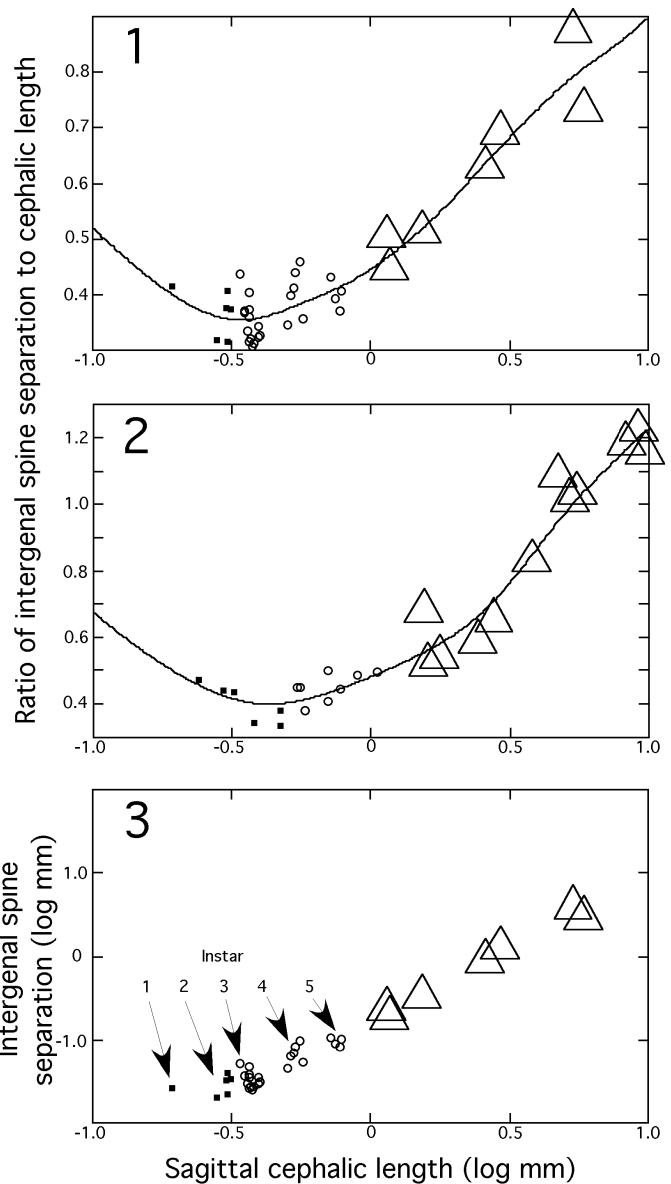 Ratio of intergenal spine separation to cephalic length
1
0.8
0.7
0.6
0.5
0.4
-1.0 -0.5 0 0.5 1.0
2
1.2
1.0
0.8
0.6
0.4
-1.0 -0.5 0 0.5 1.0
Intergenal spine
separation (log mm)
3
1.0
0
-1.0
Instar
1 2 3 4 5
-1.0 -0.5 0 0.5 1.0
Sagittal cephalic length (log mm)